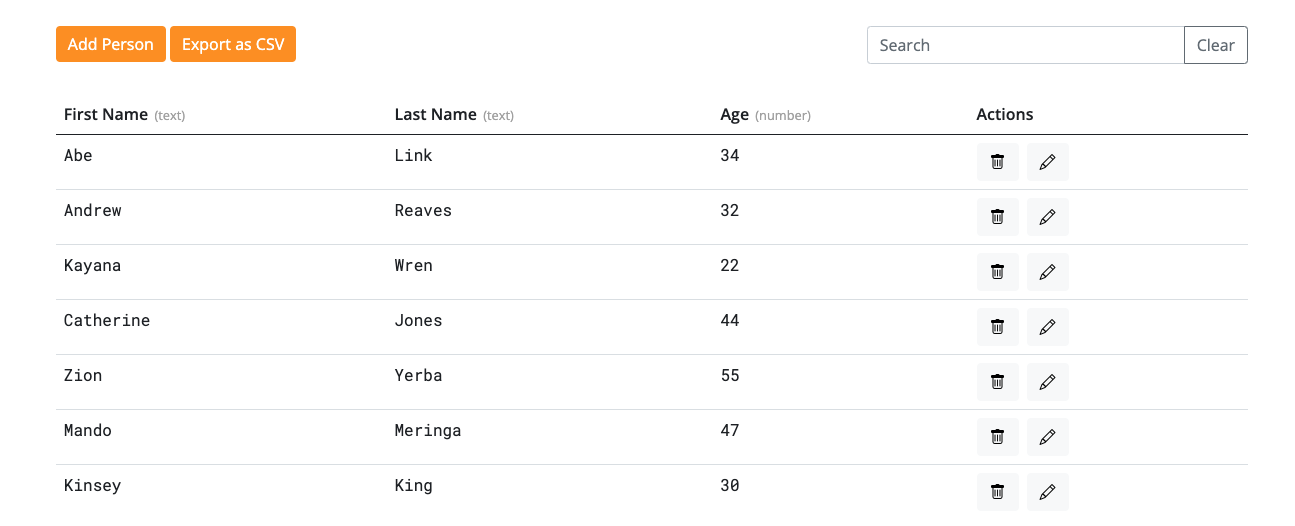 Add Person Export as CSV Search Clear
First Name (text) Last Name (text) Age (number) Actions
Abe Link 34
Andrew Reaves 32
Kayana Wren 22
Catherine Jones 44
Zion Yerba 55
Mando Meringa 47
Kinsey King 30